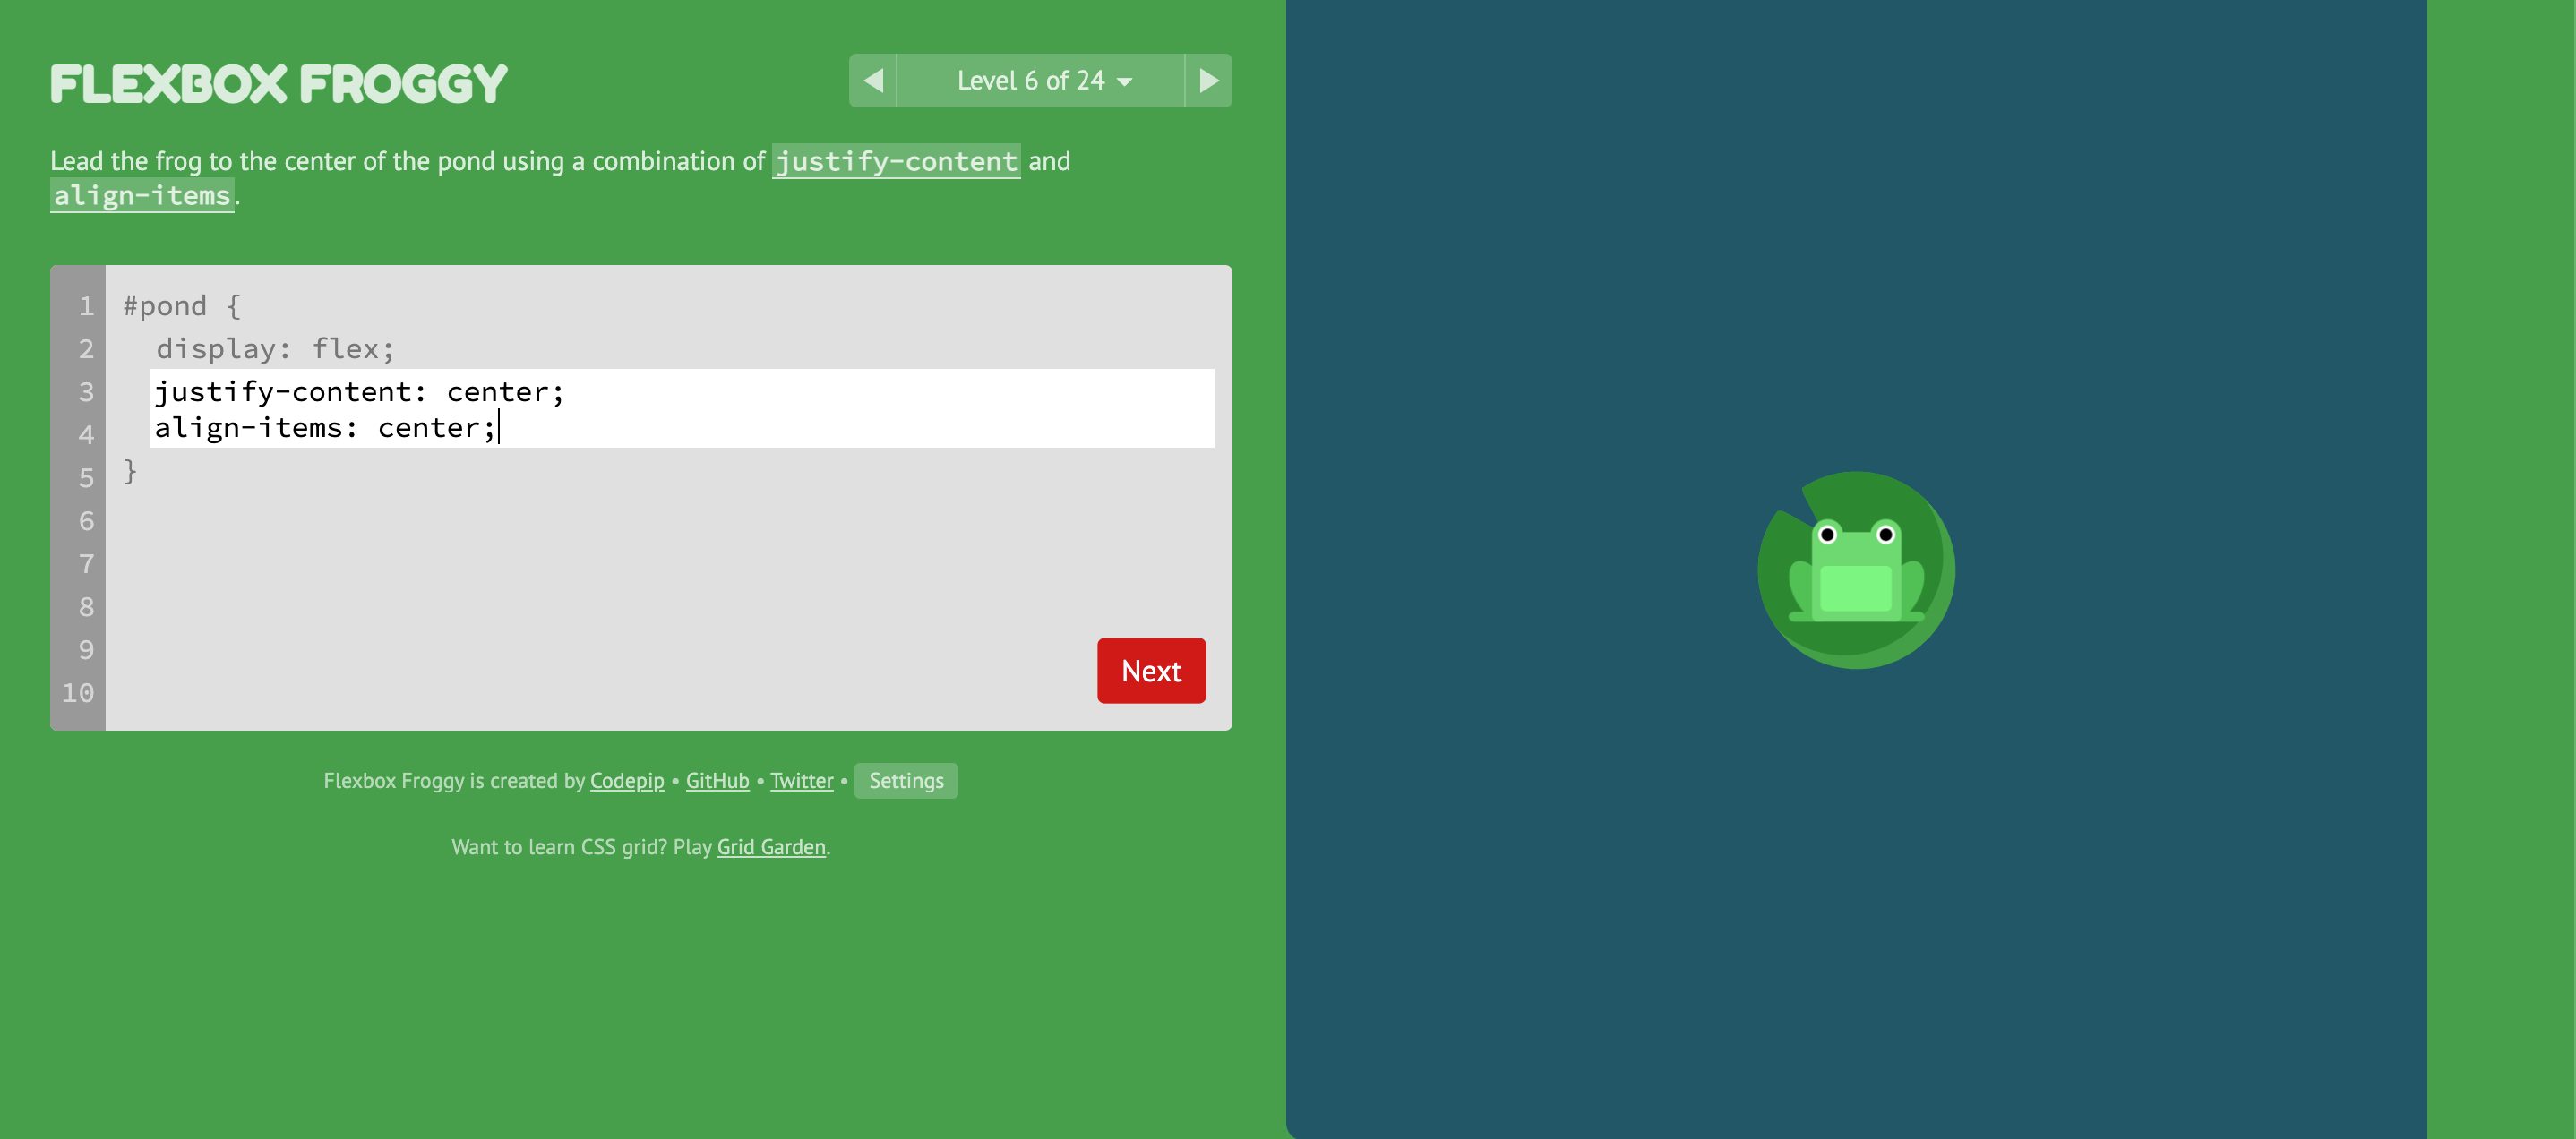 FLEXBOX FROGGY
Level 6 of 24
Lead the frog to the center of the pond using a combination of justify-content and
align-items.
1 #pond {
2 display: flex;
3 justify-content: center;
4 align-items: center;
5 }
6
7
8
9
10
Next
Flexbox Froggy is created by Codepip • GitHub • Twitter • Settings
Want to learn CSS grid? Play Grid Garden.